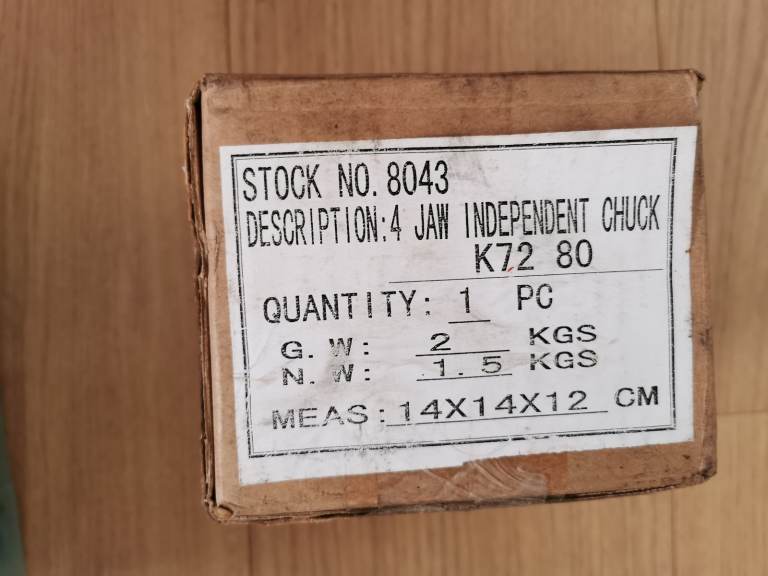 STOCK NO. 8043
DESCRIPTION:4 JAW INDEPENDENT CHUCK
K72 80
QUANTITY: 1 PC
G. W: 2 KGS
N. W: 1.5 KGS
MEAS: 14X14X12 CM